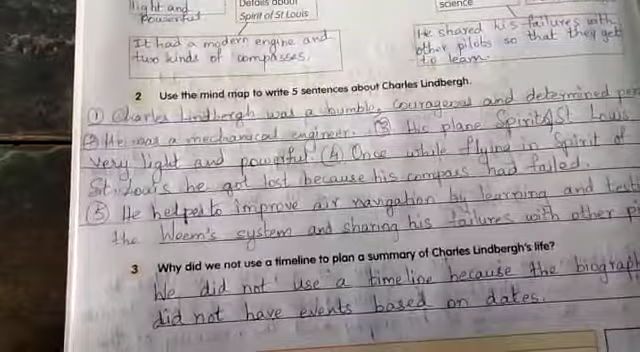 light and
Powerful
Details about
Spirit of St Louis
science
It had a modern engine and
two kinds of compasses.
He shared his failures with
other pilots so that they get
to learn.
2 Use the mind map to write 5 sentences about Charles Lindbergh.
① Charles Lindbergh was a humble, courageous and determined
② He was a mechanical engineer. ③ His plane Spirit of St Louis
very light and powerful. ④ Once while flying in Spirit of
St. Louis he got lost because his compass had failed.
⑤ He helped to improve air navigation by learning and
the Weem's system and sharing his failures with other
3 Why did we not use a timeline to plan a summary of Charles Lindbergh's life?
We did not use a timeline because the
did not have events based on dates.